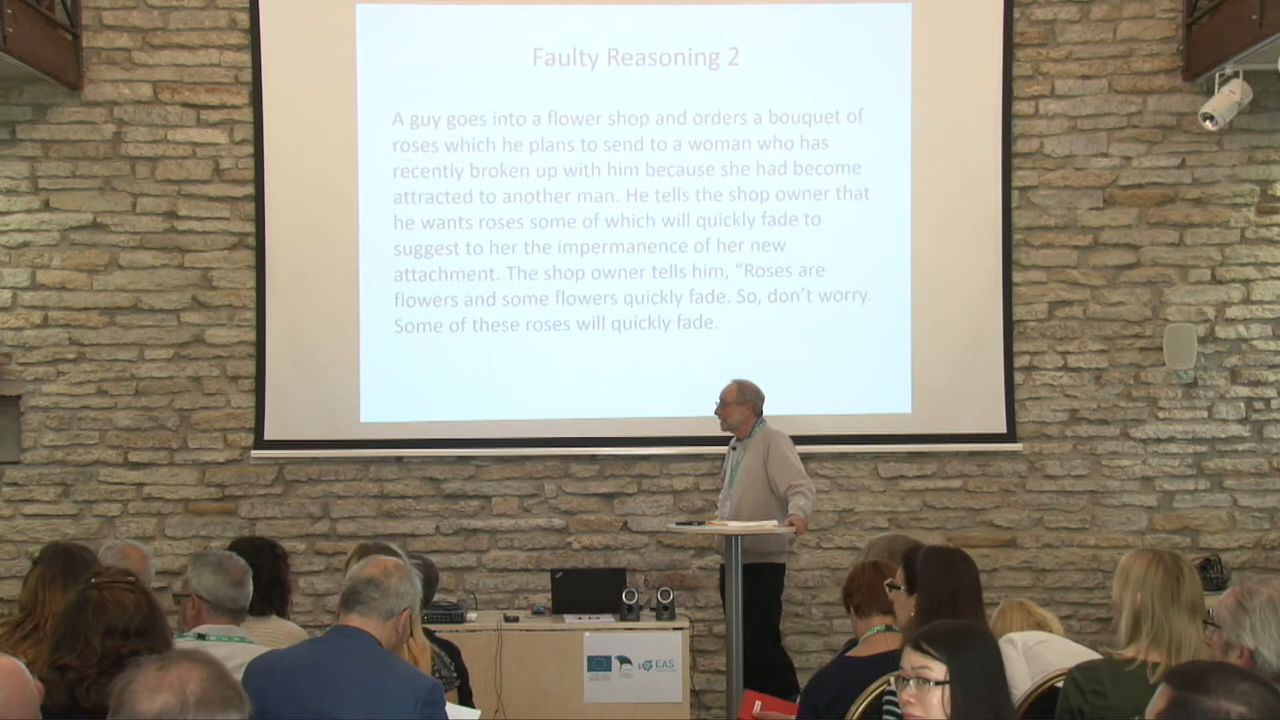 Faulty Reasoning 2
A guy goes into a flower shop and orders a bouquet of
roses which he plans to send to a woman who has
recently broken up with him because she had become
attracted to another man. He tells the shop owner that
he wants roses some of which will quickly fade to
suggest to her the impermanence of her new
attachment. The shop owner tells him, “Roses are
flowers and some flowers quickly fade. So, don’t worry.
Some of these roses will quickly fade.
EAS